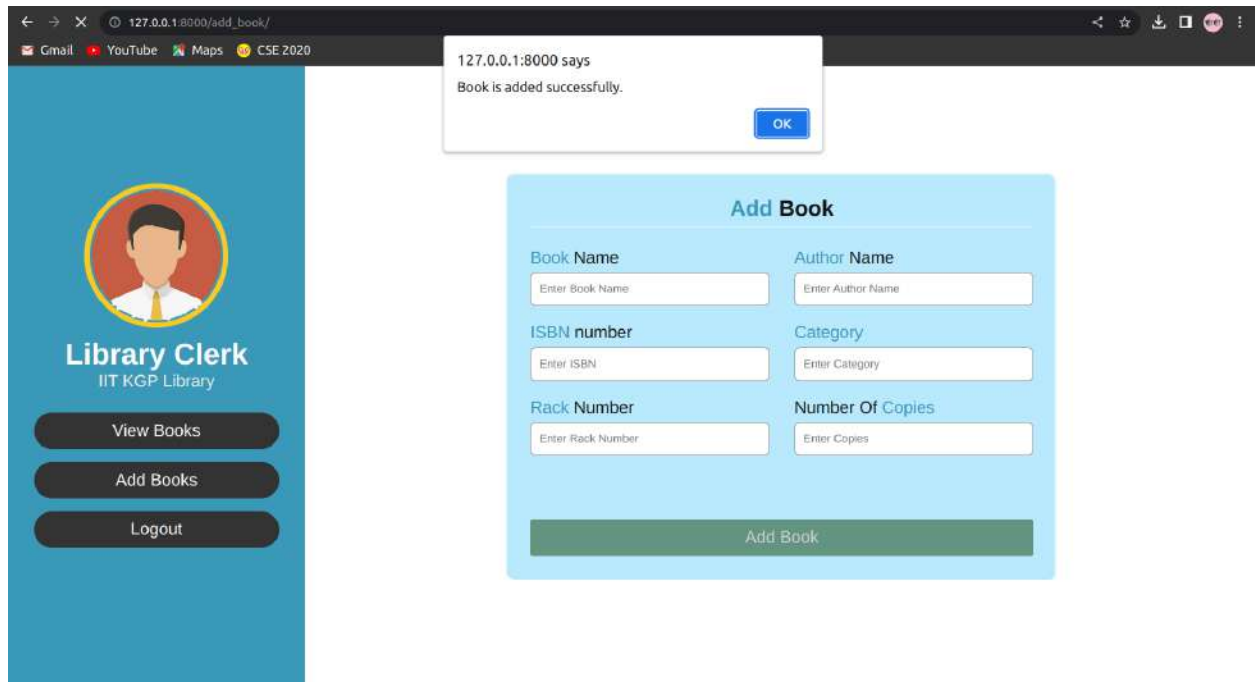 127.0.0.1:8000/add_book/
Gmail YouTube Maps CSE 2020
127.0.0.1:8000 says
Book is added successfully.
OK
Library Clerk
IIT KGP Library
View Books
Add Books
Logout
Add Book
Book Name Author Name
Enter Book Name Enter Author Name
ISBN number Category
Enter ISBN Enter Category
Rack Number Number Of Copies
Enter Rack Number Enter Copies
Add Book